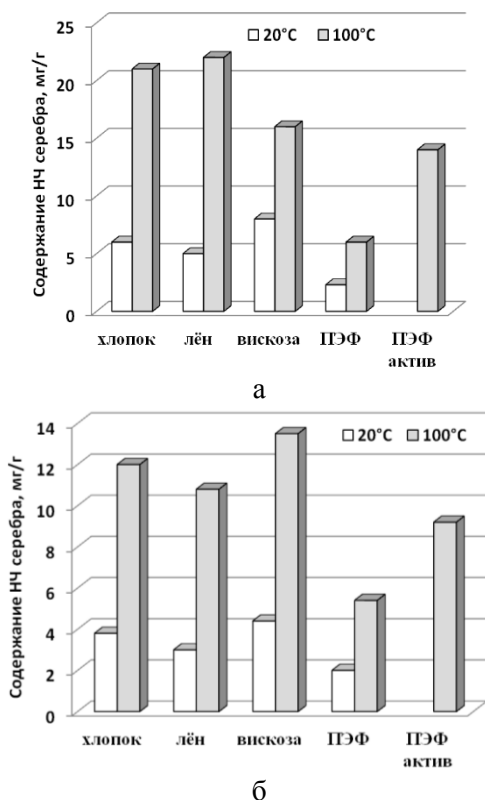 Содержание НЧ серебра, мг/г
25
20
15
10
5
0
20°C 100°C
хлопок лён вискоза ПЭФ ПЭФ
актив
а
Содержание НЧ серебра, мг/г
14
12
10
8
6
4
2
0
20°C 100°C
хлопок лён вискоза ПЭФ ПЭФ
актив
б